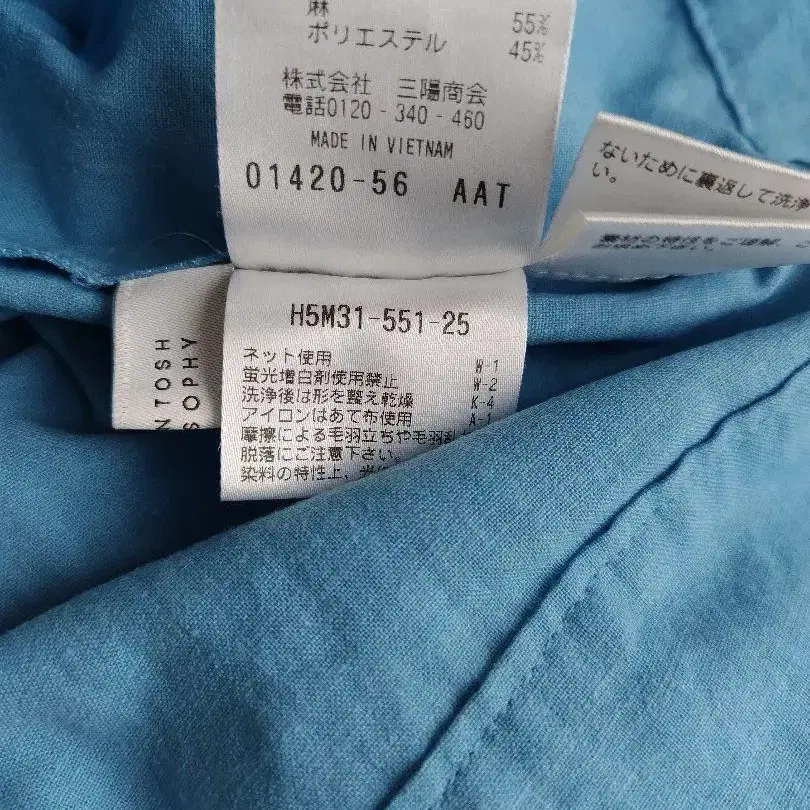 麻 55%
ポリエステル 45%
株式会社 三陽商会
電話0120-340-460
MADE IN VIETNAM
01420-56 AAT
ないために裏返して洗浄
い。
H5M31-551-25
ネット使用 W-1
蛍光増白剤使用禁止 W-2
洗浄後は形を整え乾燥 K-4
アイロンはあて布使用 A-1
摩擦による毛羽立ちや毛羽
脱落にご注意下さい。
染料の特性上、光
NTOSH
SOPHY